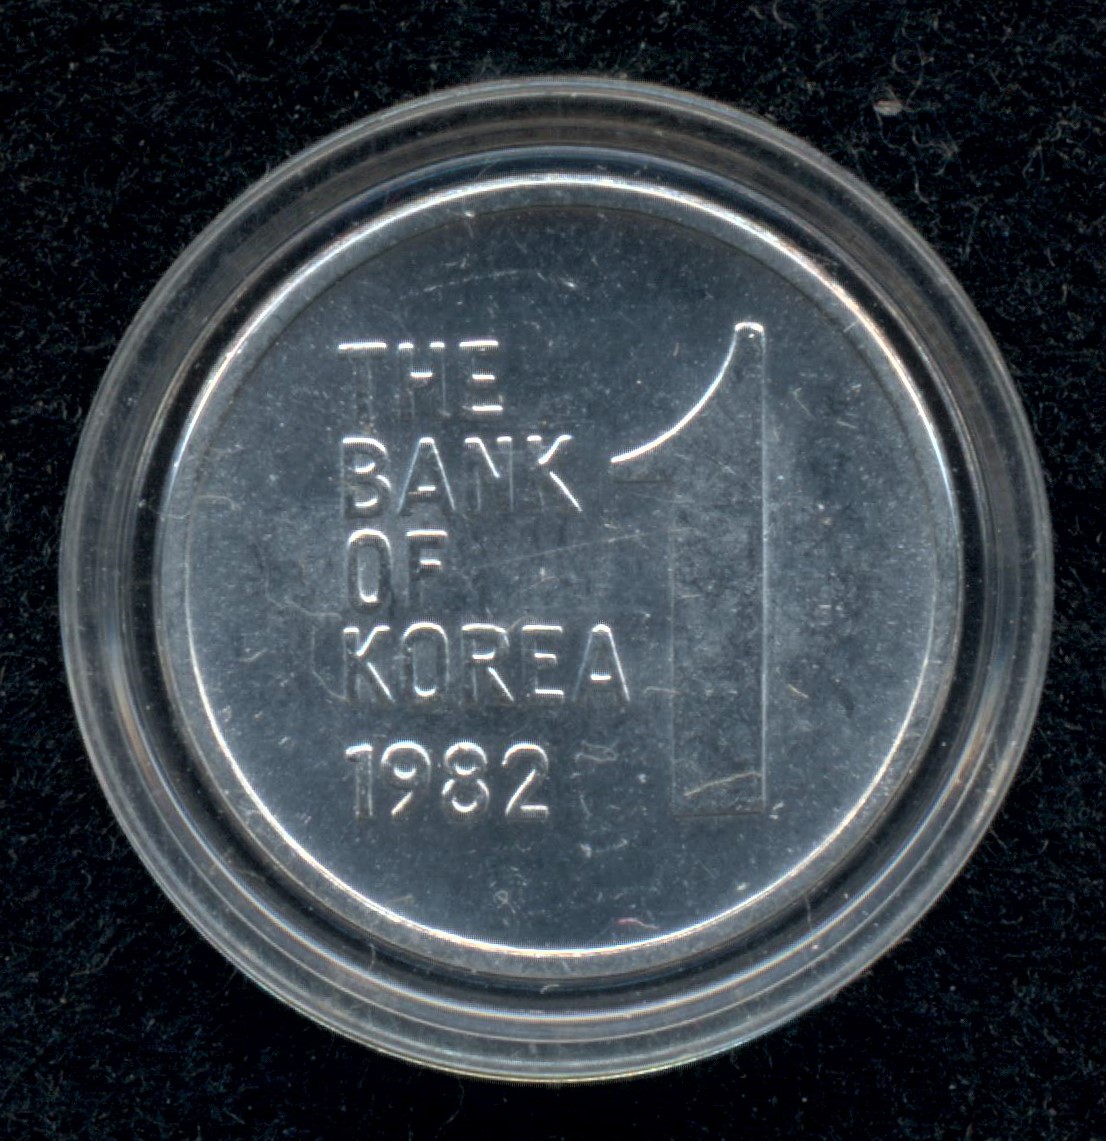 THE
BANK
OF
KOREA
1982
1